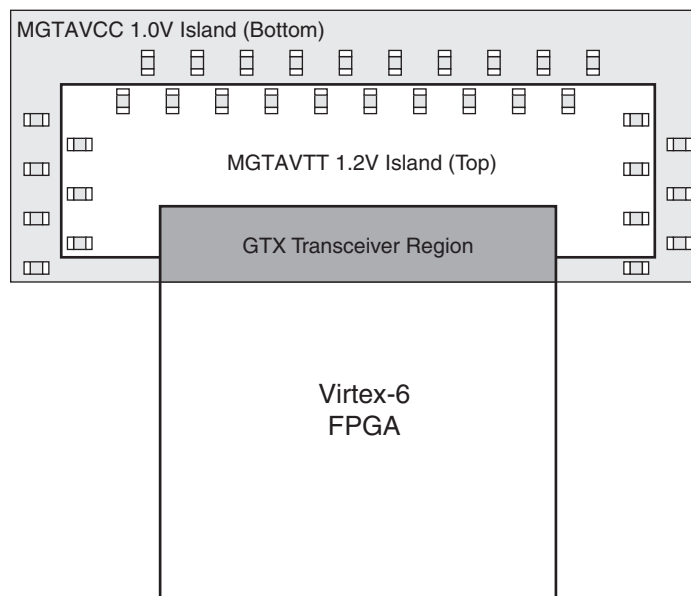 MGTAVCC 1.0V Island (Bottom)
MGTAVTT 1.2V Island (Top)
GTX Transceiver Region
Virtex-6
FPGA